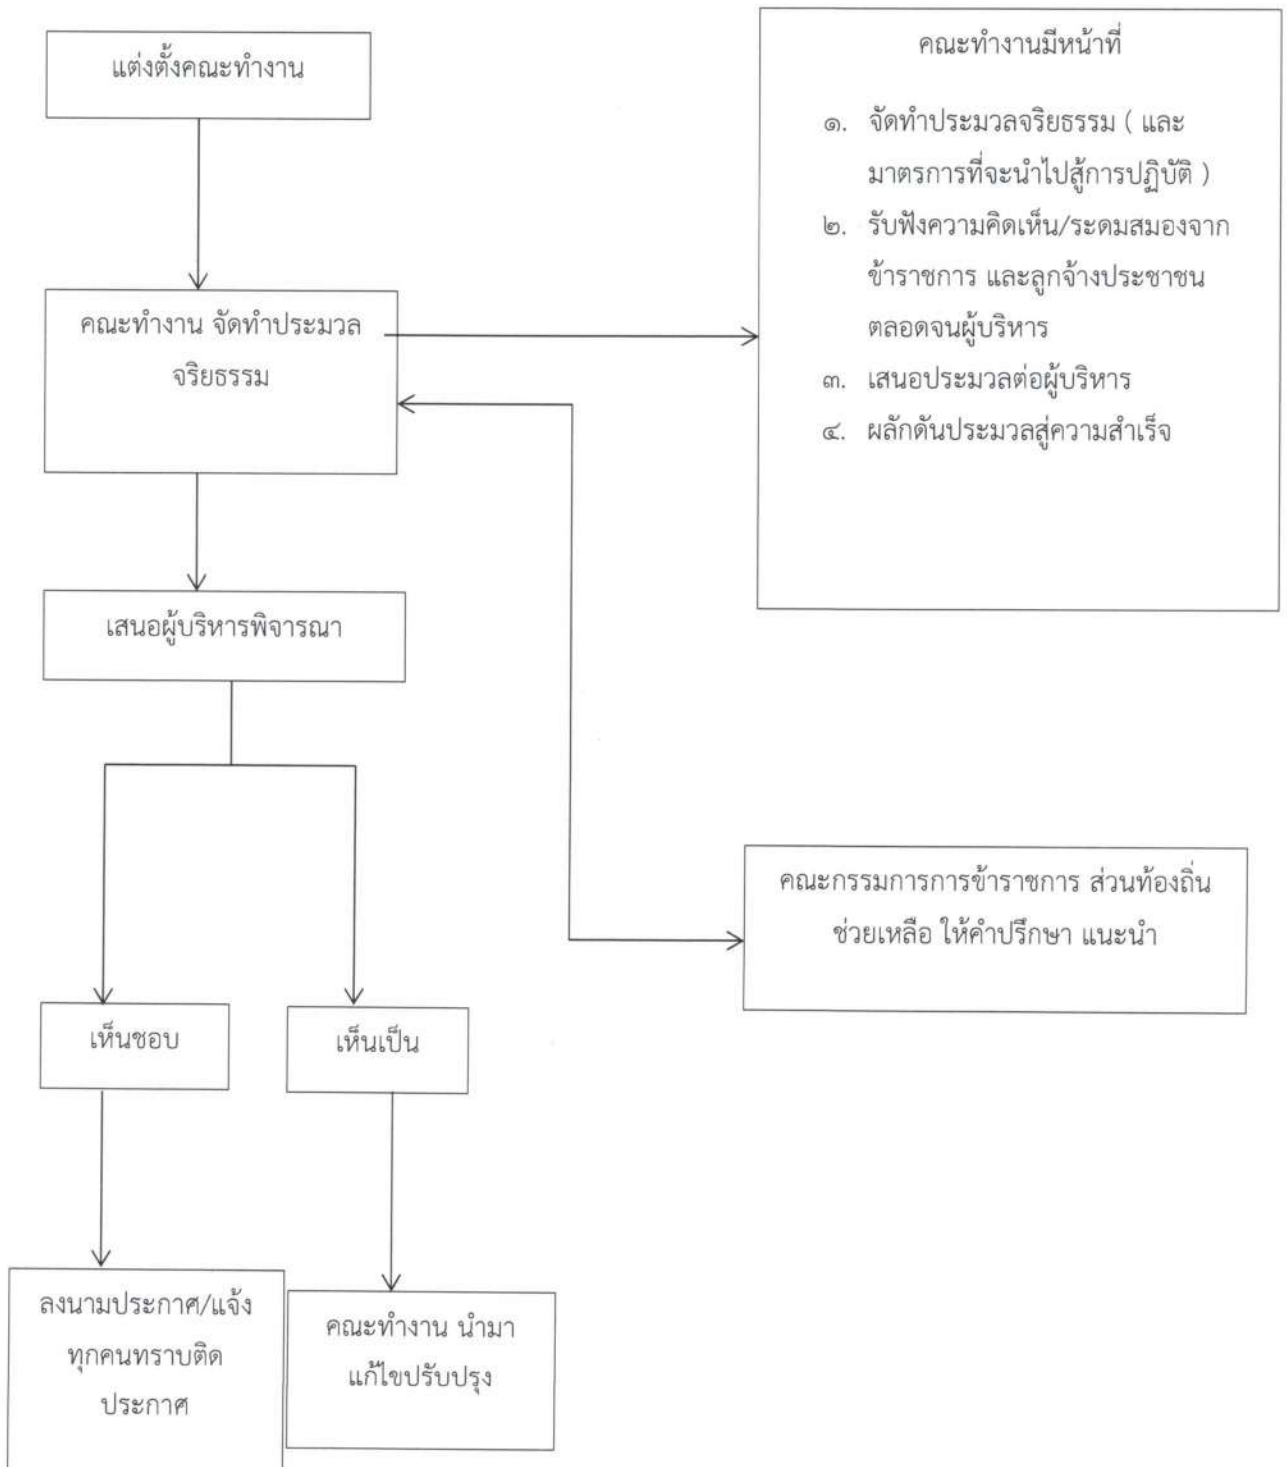 แต่งตั้งคณะทำงาน
คณะทำงานมีหน้าที่
๑. จัดทำประมวลจริยธรรม ( และ
มาตรการที่จะนำไปสู้การปฏิบัติ )
๒. รับฟังความคิดเห็น/ระดมสมองจาก
ข้าราชการ และลูกจ้างประชาชน
ตลอดจนผู้บริหาร
๓. เสนอประมวลต่อผู้บริหาร
๔. ผลักดันประมวลสู่ความสำเร็จ
คณะทำงาน จัดทำประมวล
จริยธรรม
เสนอผู้บริหารพิจารณา
คณะกรรมการการข้าราชการ ส่วนท้องถิ่น
ช่วยเหลือ ให้คำปรึกษา แนะนำ
เห็นชอบ
เห็นเป็น
ลงนามประกาศ/แจ้ง
ทุกคนทราบติด
ประกาศ
คณะทำงาน นำมา
แก้ไขปรับปรุง